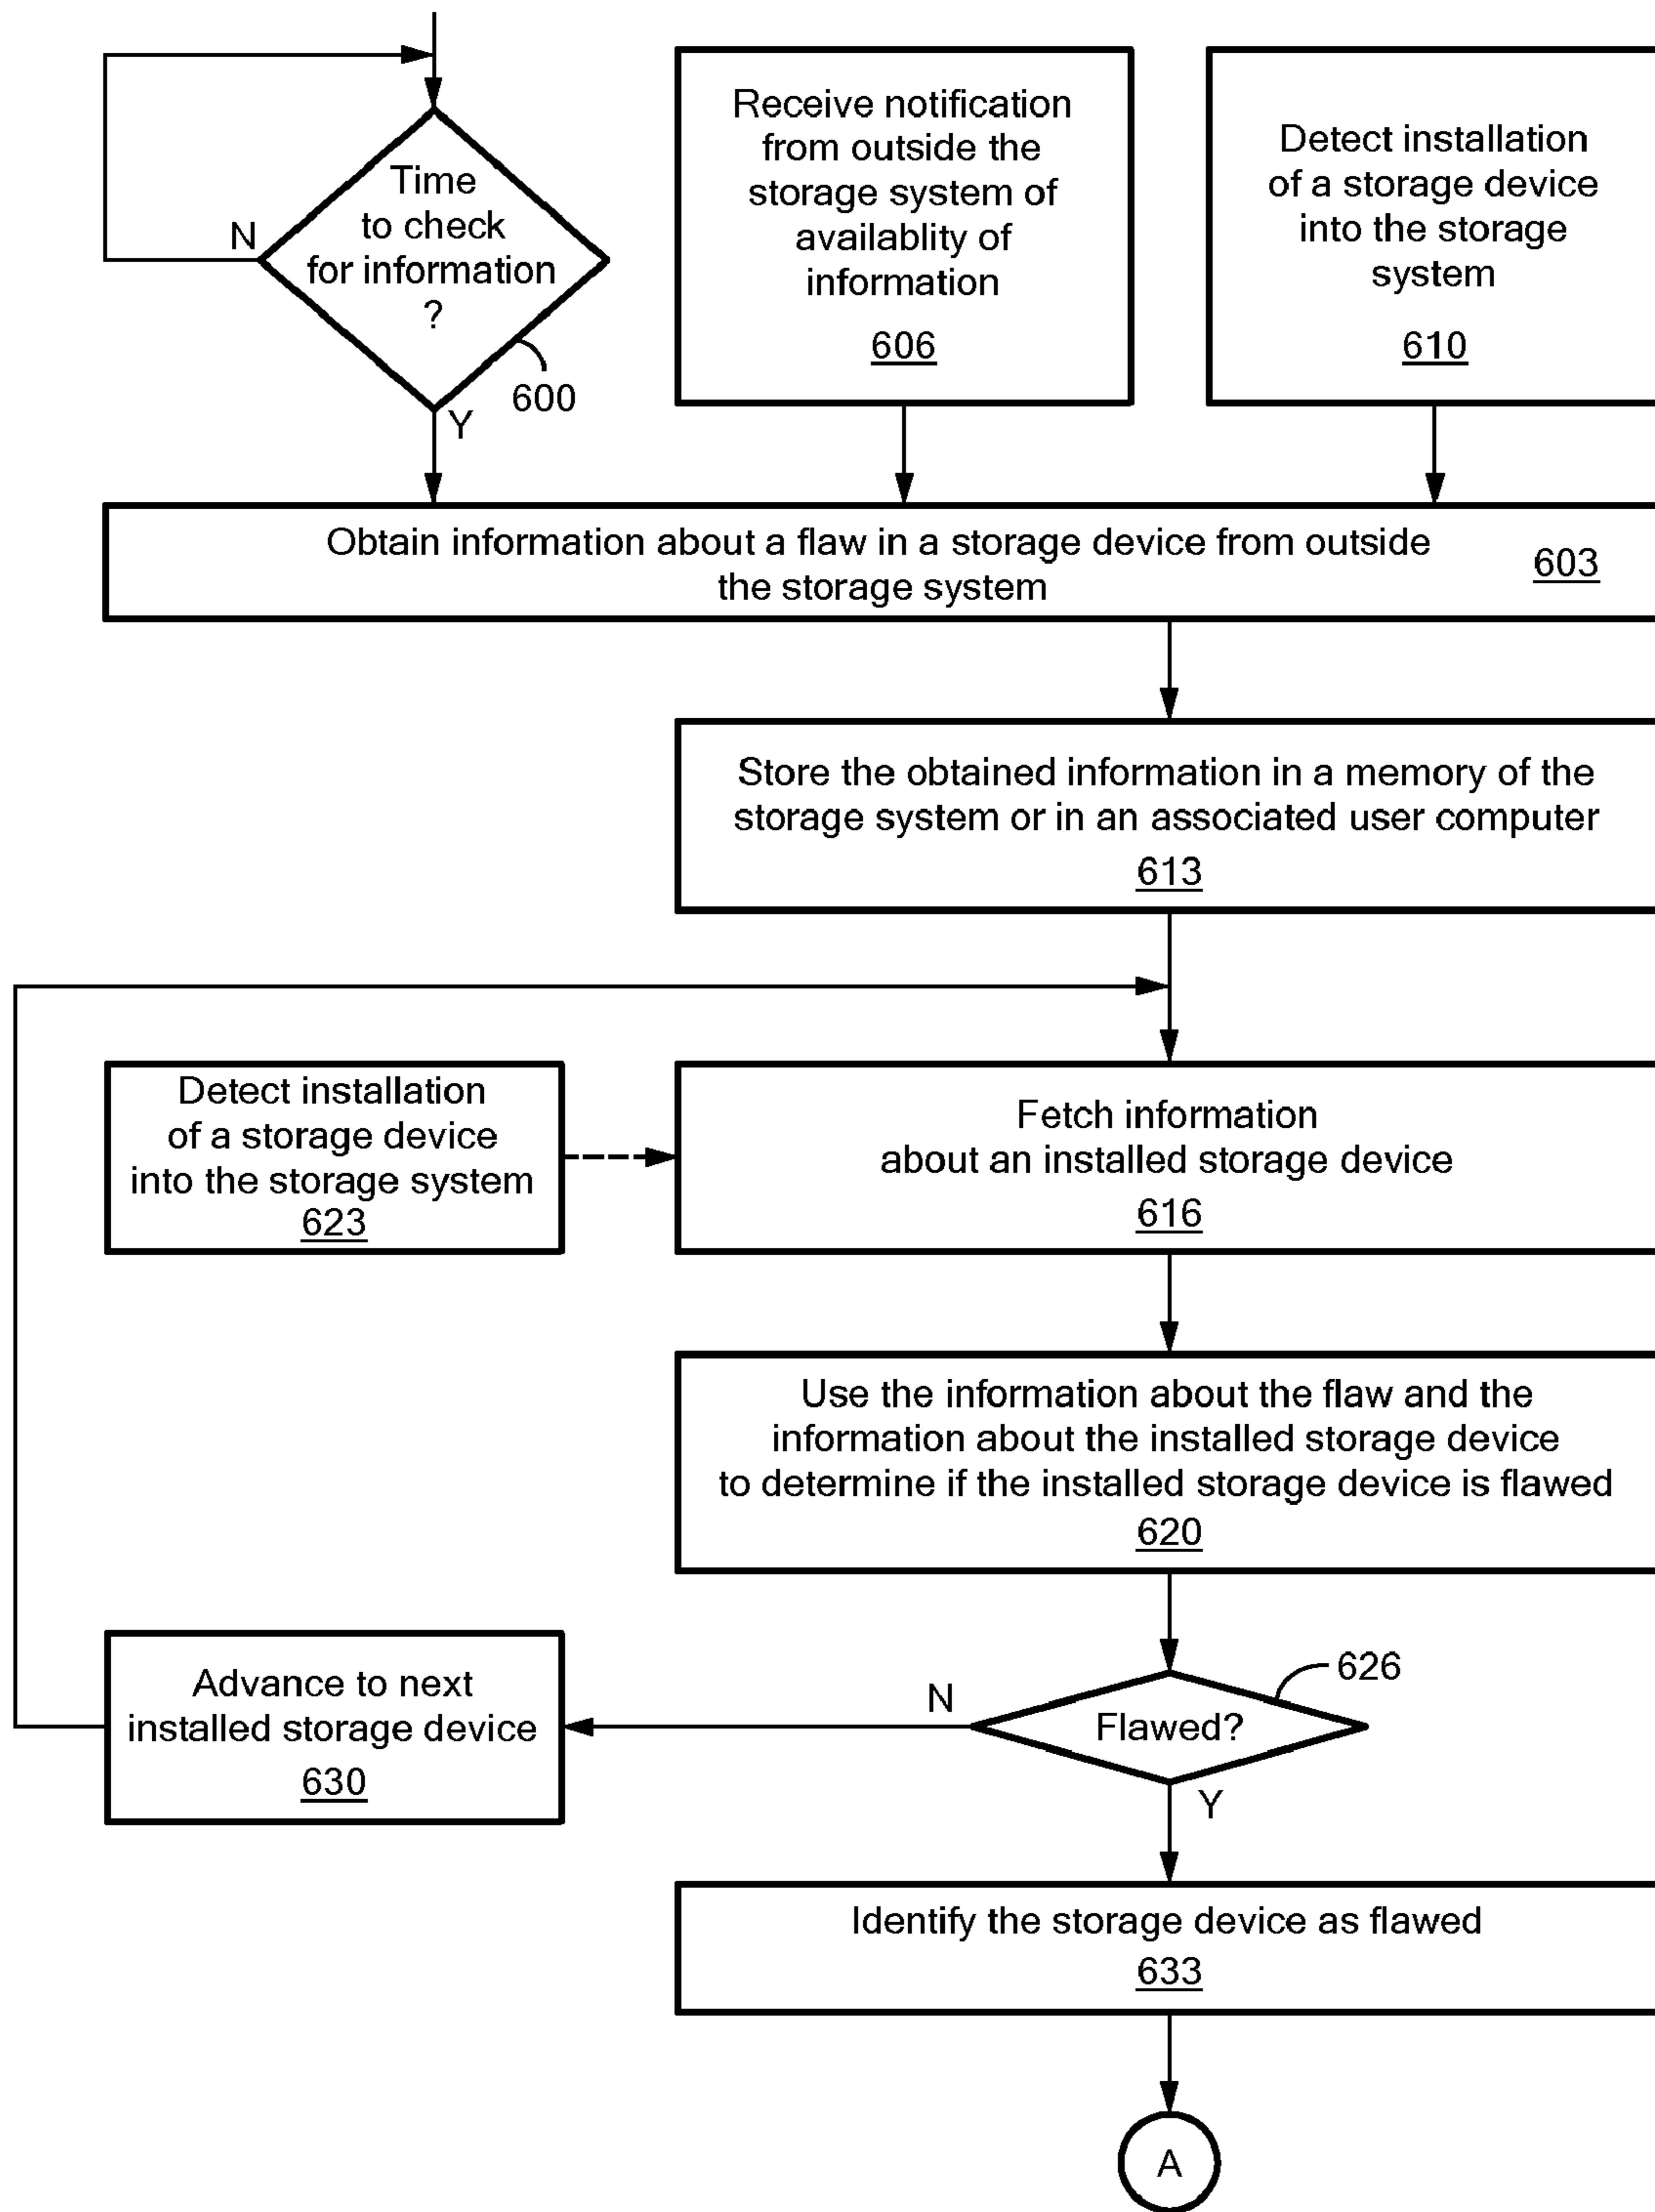 Time
to check
for information
?
N
Y
600
Receive notification
from outside the
storage system of
availablity of
information
606
Detect installation
of a storage device
into the storage
system
610
Obtain information about a flaw in a storage device from outside
the storage system
603
Store the obtained information in a memory of the
storage system or in an associated user computer
613
Detect installation
of a storage device
into the storage system
623
Fetch information
about an installed storage device
616
Use the information about the flaw and the
information about the installed storage device
to determine if the installed storage device is flawed
620
626
Flawed?
N
Y
Advance to next
installed storage device
630
Identify the storage device as flawed
633
A